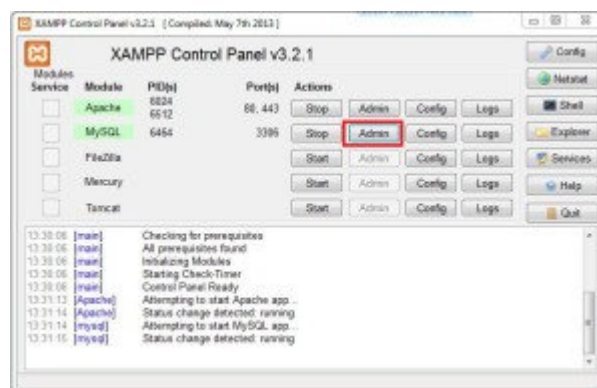 XAMPP Control Panel v3.2.1 [ Compiled: May 7th 2013 ]
XAMPP Control Panel v3.2.1
Config
Modules
Service Module PID(s) Port(s) Actions
Netstat
Apache 6024 6512 80, 443 Stop Admin Config Logs
Shell
MySQL 6464 3306 Stop Admin Config Logs
Explorer
FileZilla Start Admin Config Logs
Services
Mercury Start Admin Config Logs
Help
Tomcat Start Admin Config Logs
Quit
13:30:06 [main] Checking for prerequisites
13:30:06 [main] All prerequisites found
13:30:06 [main] Initializing Modules
13:30:06 [main] Starting Check-Timer
13:30:06 [main] Control Panel Ready
13:31:13 [Apache] Attempting to start Apache app...
13:31:14 [Apache] Status change detected: running
13:31:14 [mysql] Attempting to start MySQL app...
13:31:15 [mysql] Status change detected: running